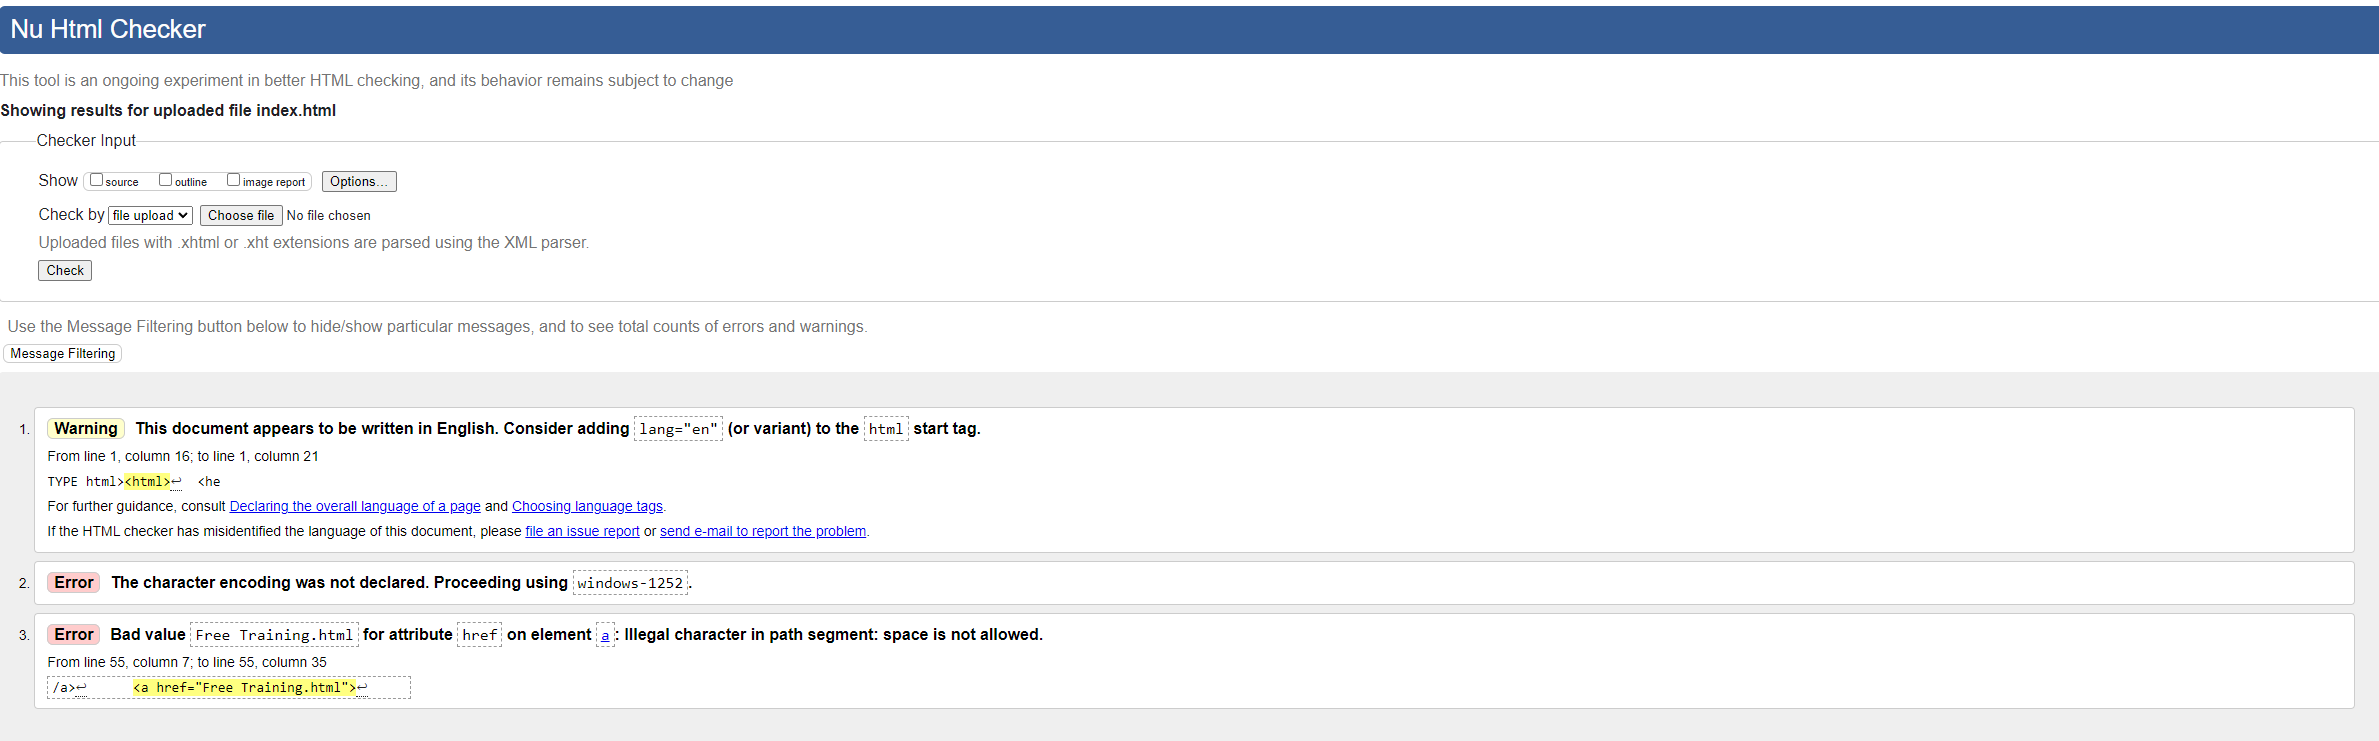 Nu Html Checker
This tool is an ongoing experiment in better HTML checking, and its behavior remains subject to change
Showing results for uploaded file index.html
Checker Input
Show source outline image report Options...
Check by file upload Choose file No file chosen
Uploaded files with .xhtml or .xht extensions are parsed using the XML parser.
Check
Use the Message Filtering button below to hide/show particular messages, and to see total counts of errors and warnings.
Message Filtering
1. Warning This document appears to be written in English. Consider adding lang="en" (or variant) to the html start tag.
From line 1, column 16; to line 1, column 21
TYPE html><html>↩ <he
For further guidance, consult Declaring the overall language of a page and Choosing language tags.
If the HTML checker has misidentified the language of this document, please file an issue report or send e-mail to report the problem.
2. Error The character encoding was not declared. Proceeding using windows-1252.
3. Error Bad value Free Training.html for attribute href on element a: Illegal character in path segment: space is not allowed.
From line 55, column 7; to line 55, column 35
/a>↩ <a href="Free Training.html">↩